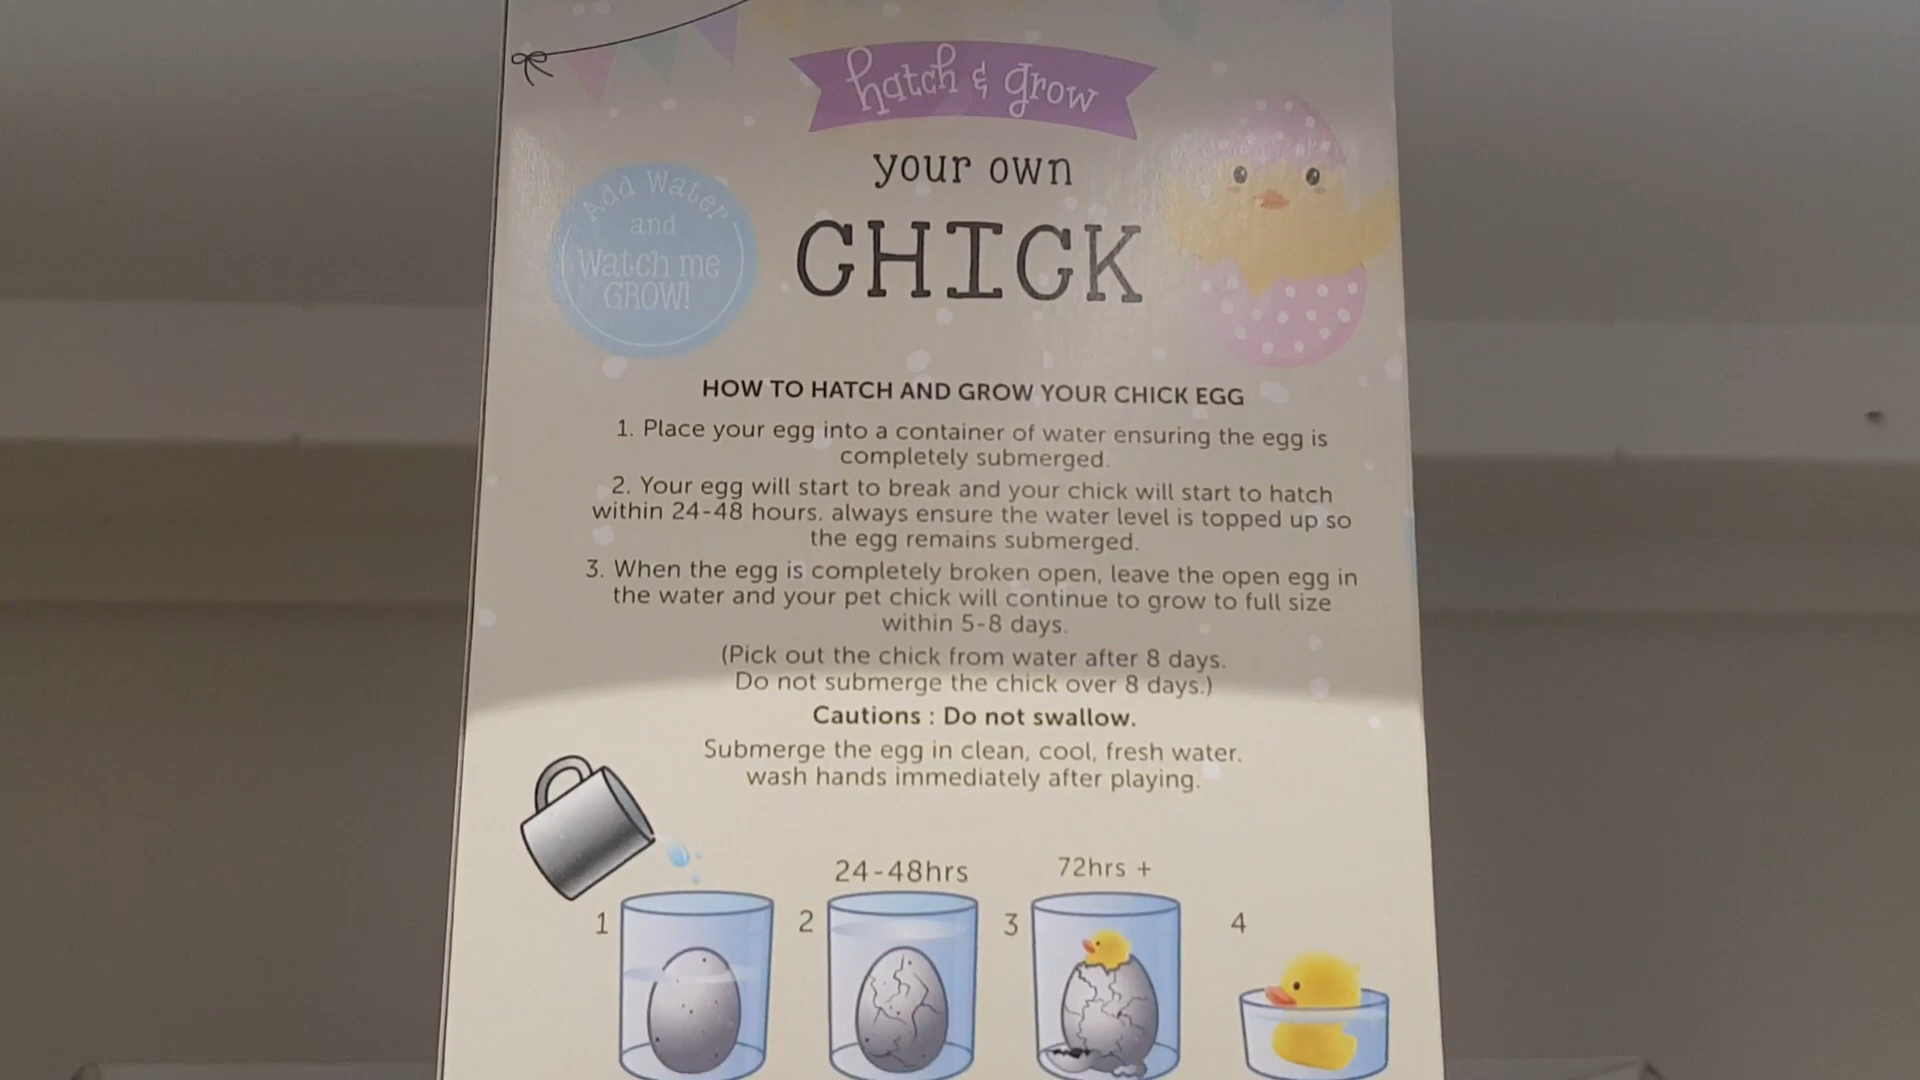 hatch & grow
your own
CHICK
Add Water
and
Watch me
GROW!
HOW TO HATCH AND GROW YOUR CHICK EGG
1. Place your egg into a container of water ensuring the egg is
completely submerged.
2. Your egg will start to break and your chick will start to hatch
within 24-48 hours. always ensure the water level is topped up so
the egg remains submerged.
3. When the egg is completely broken open, leave the open egg in
the water and your pet chick will continue to grow to full size
within 5-8 days.
(Pick out the chick from water after 8 days.
Do not submerge the chick over 8 days.)
Cautions : Do not swallow.
Submerge the egg in clean, cool, fresh water.
wash hands immediately after playing.
24-48hrs
72hrs +
1
2
3
4